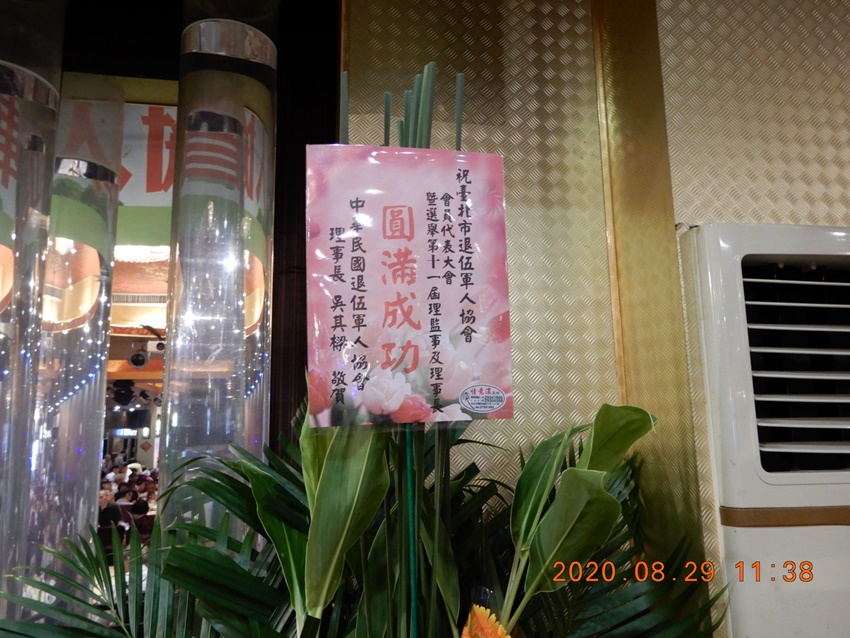 祝臺北市退伍軍人協會
會員代表大會
暨選舉第十一屆理監事及理事長
圓滿成功
中華民國退伍軍人協會
理事長 吳其樑 敬賀
2020.08.29 11:38